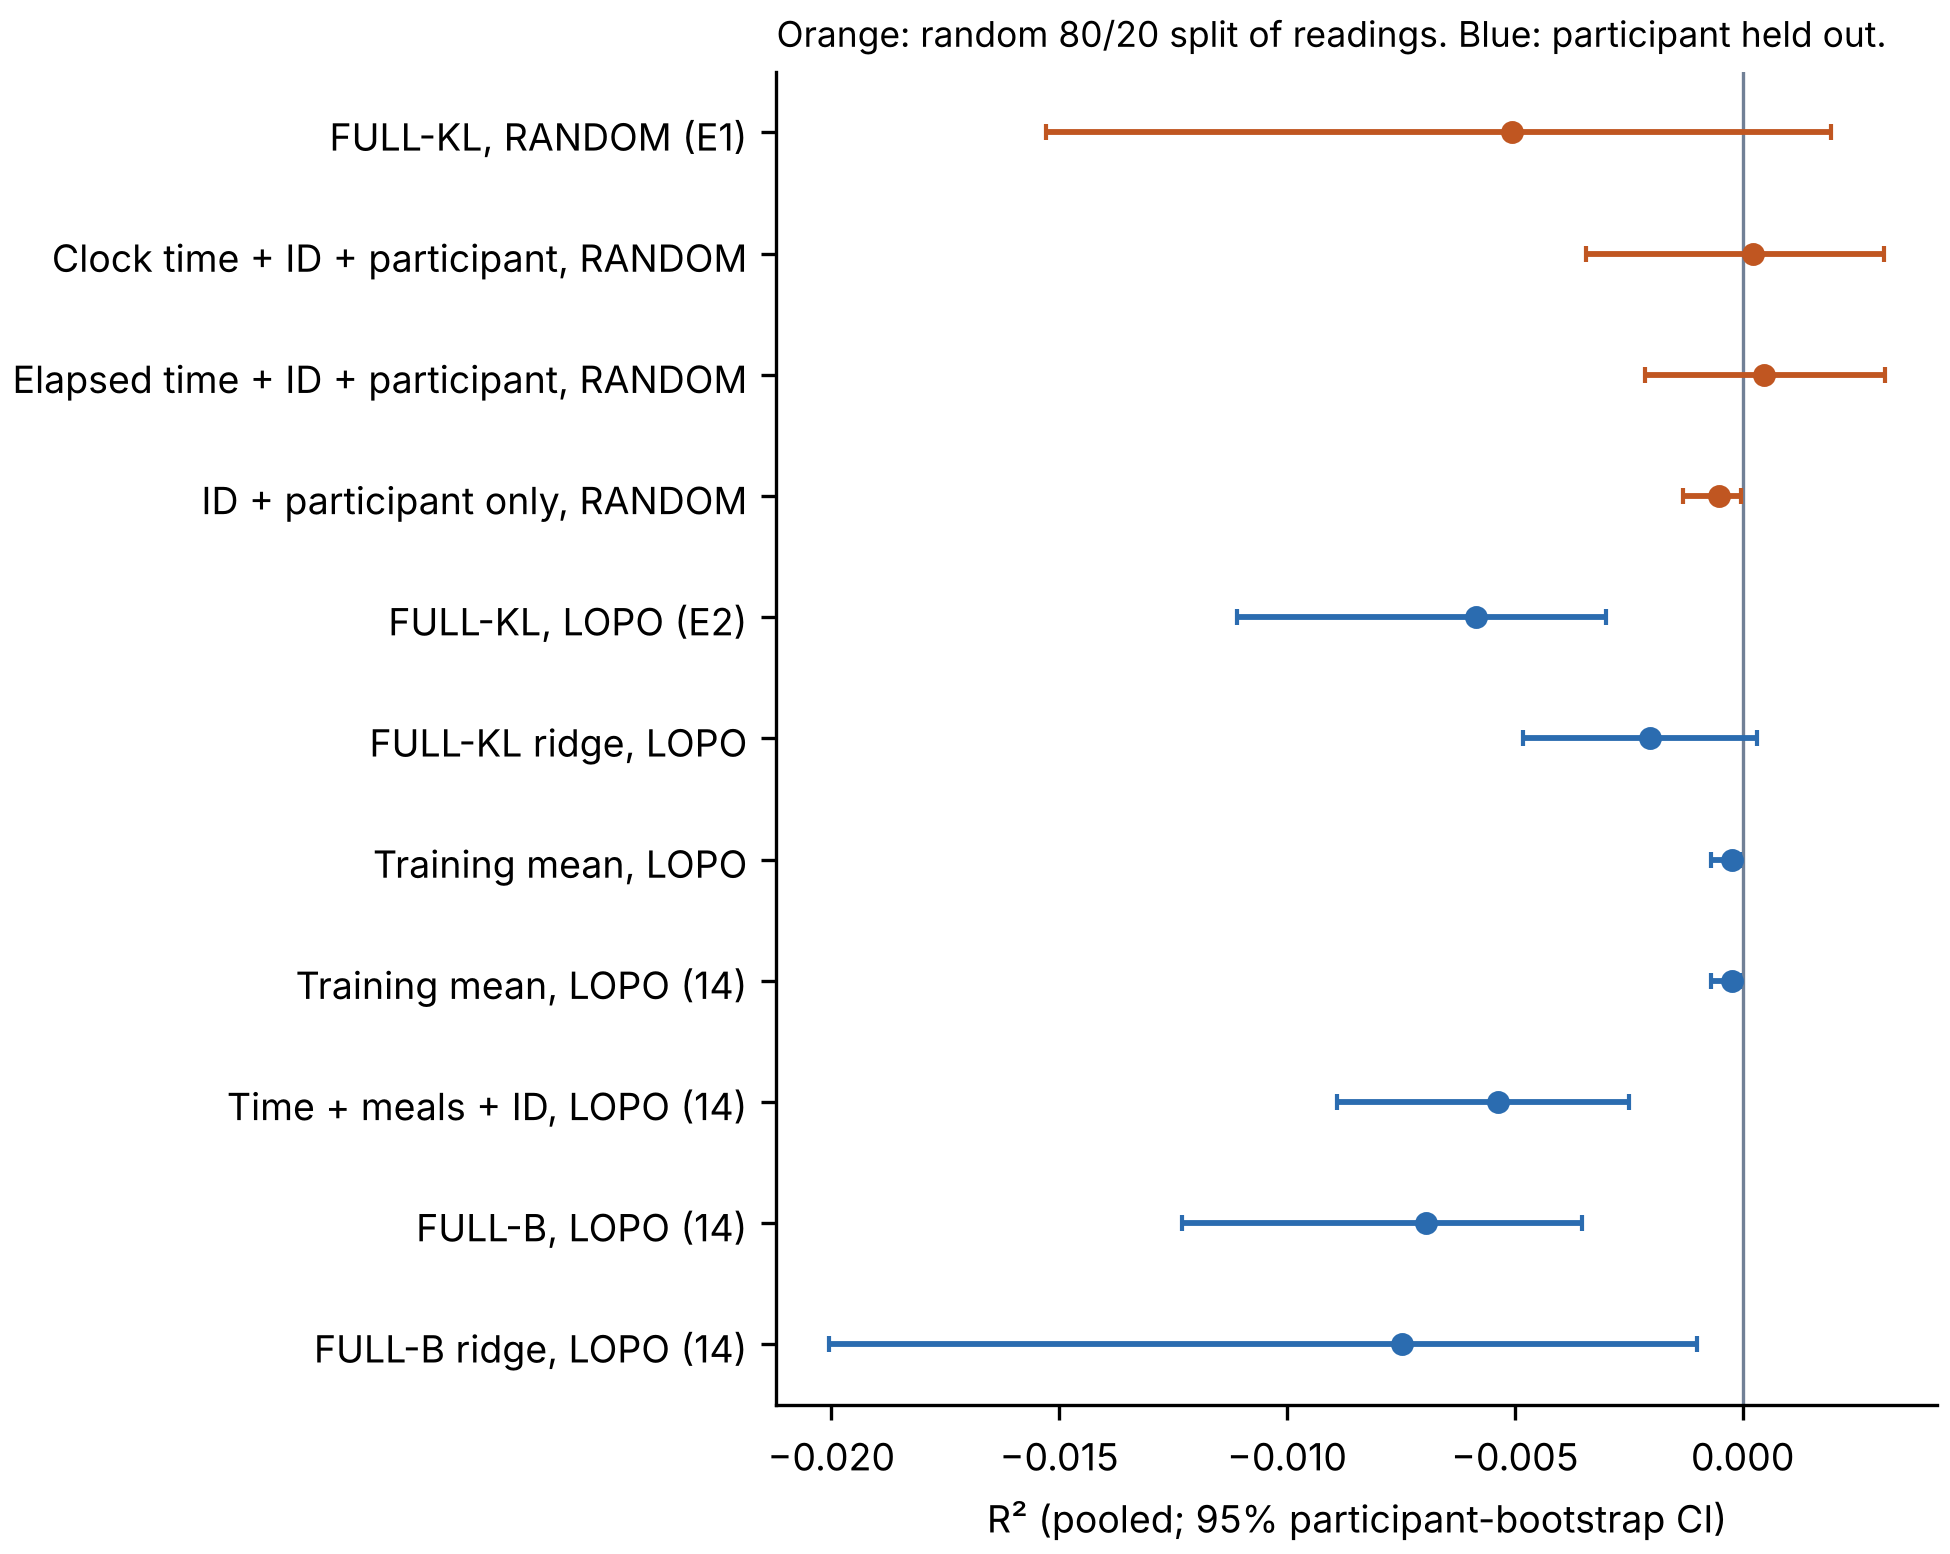 Orange: random 80/20 split of readings. Blue: participant held out.
FULL-KL, RANDOM (E1)
Clock time + ID + participant, RANDOM
Elapsed time + ID + participant, RANDOM
ID + participant only, RANDOM
FULL-KL, LOPO (E2)
FULL-KL ridge, LOPO
Training mean, LOPO
Training mean, LOPO (14)
Time + meals + ID, LOPO (14)
FULL-B, LOPO (14)
FULL-B ridge, LOPO (14)
−0.020 −0.015 −0.010 −0.005 0.000
R² (pooled; 95% participant-bootstrap CI)